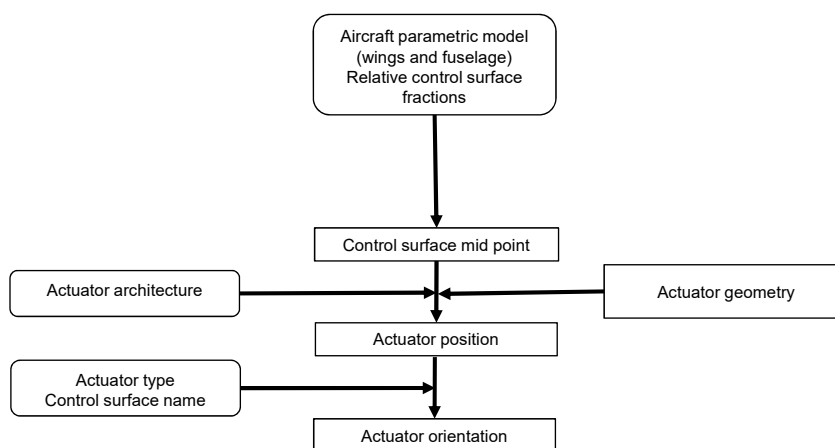 Aircraft parametric model
(wings and fuselage)
Relative control surface
fractions
Control surface mid point
Actuator architecture
Actuator geometry
Actuator position
Actuator type
Control surface name
Actuator orientation